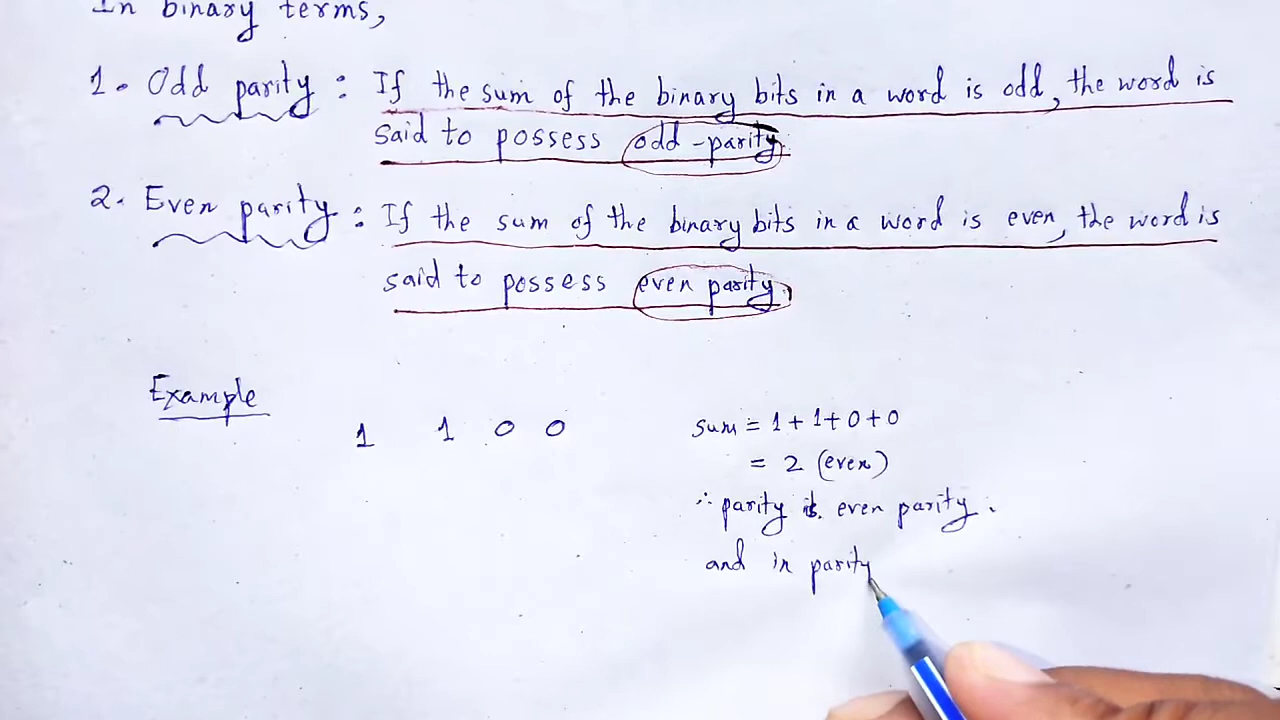 In binary terms,
1. Odd parity : If the sum of the binary bits in a word is odd, the word is
said to possess odd-parity.
2. Even parity : If the sum of the binary bits in a word is even, the word is
said to possess even parity.
Example
1 1 0 0
sum = 1+1+0+0
= 2 (even)
∴ parity is even parity.
and in parity